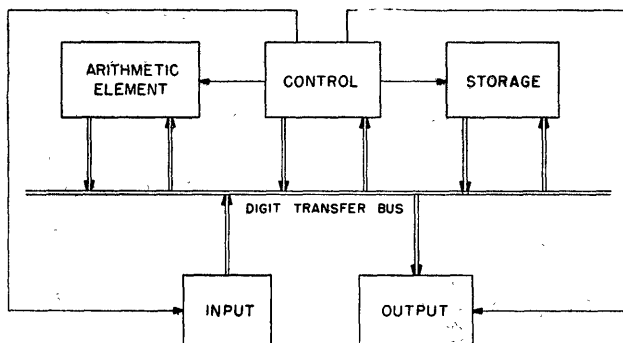 ARITHMETIC
ELEMENT
CONTROL
STORAGE
DIGIT TRANSFER BUS
INPUT
OUTPUT